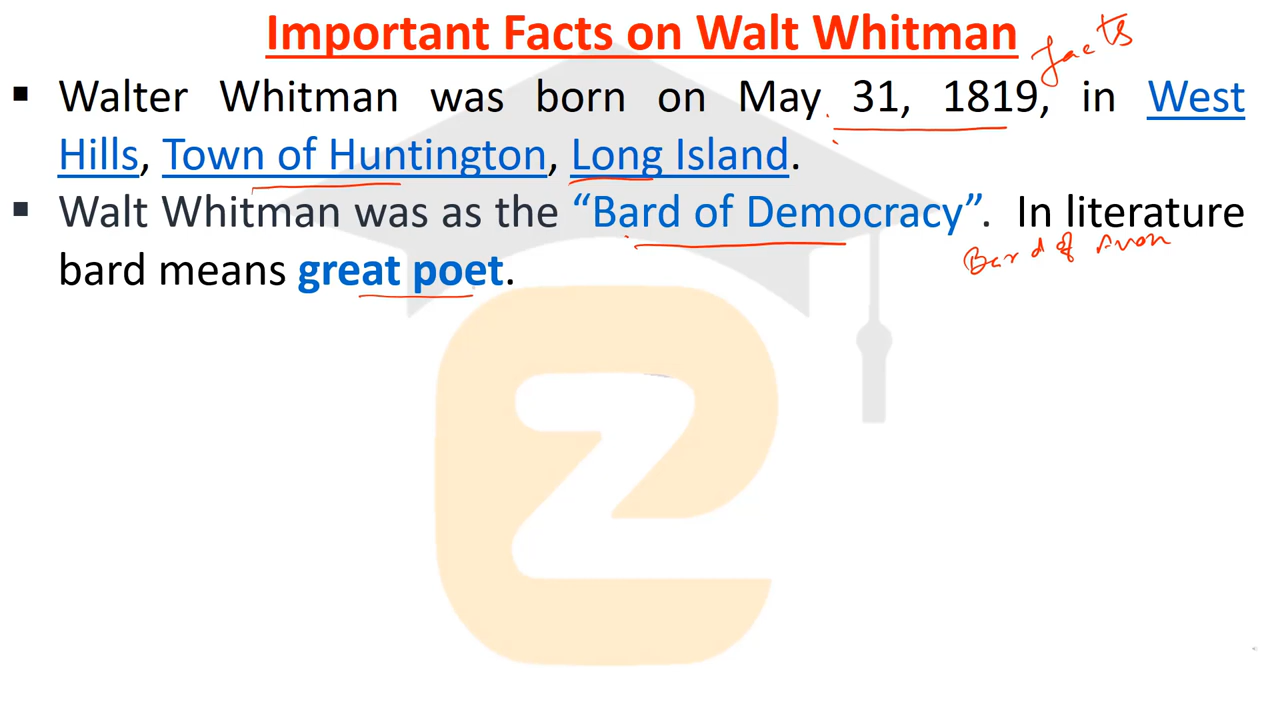 Important Facts on Walt Whitman
facts
▪ Walter Whitman was born on May 31, 1819, in West
Hills, Town of Huntington, Long Island.
▪ Walt Whitman was as the “Bard of Democracy”. In literature
Bard of Avon
bard means great poet.